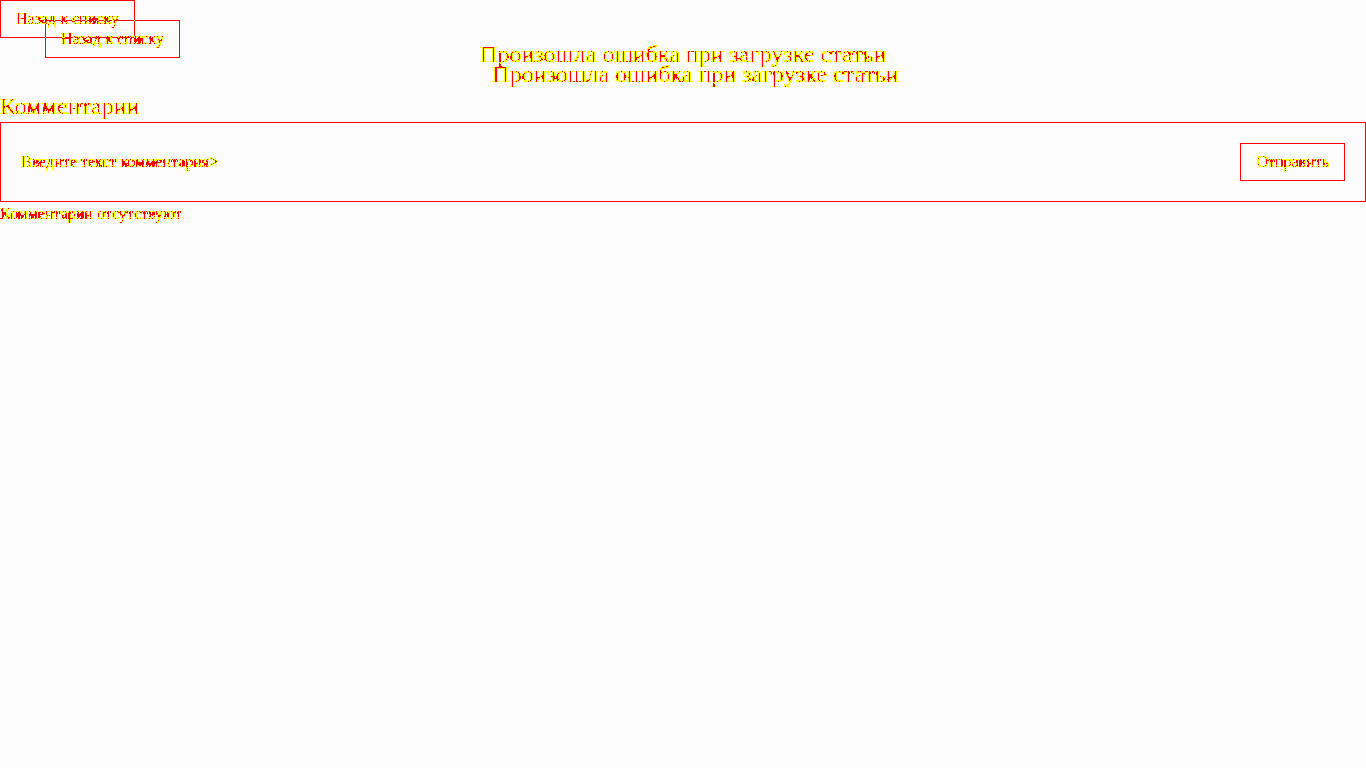 Назад к списку
Назад к списку
Произошла ошибка при загрузке статьи
Произошла ошибка при загрузке статьи
Комментарии
Введите текст комментария>
Отправить
Комментарии отсутствуют